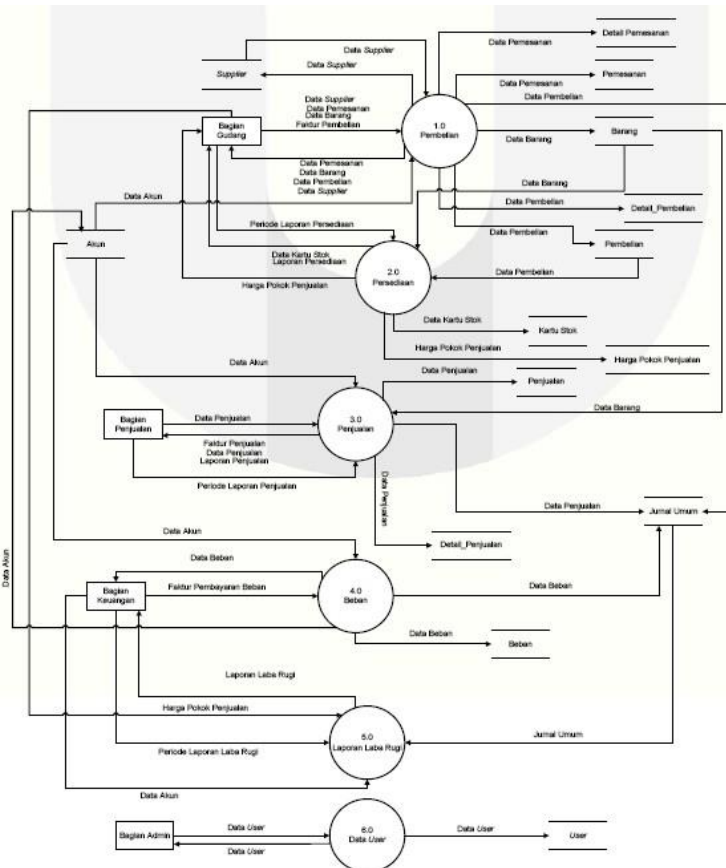 Data Supplier
Detail Pemesanan
Data Pemesanan
Supplier
Data Supplier
Pemesanan
Data Pemesanan
Data Pembelian
Data Supplier
Data Pemesanan
Data Barang
Faktur Pembelian
Bagian
Gudang
1.0
Pembelian
Barang
Data Barang
Data Pemesanan
Data Barang
Data Pembelian
Data Supplier
Data Barang
Data Akun
Data Pembelian
Detail_Pembelian
Periode Laporan Persediaan
Data Pembelian
Akun
Pembelian
Data Kartu Stok
Laporan Persediaan
2.0
Persediaan
Data Pembelian
Harga Pokok Penjualan
Data Kartu Stok
Kartu Stok
Harga Pokok Penjualan
Harga Pokok Penjualan
Data Akun
Data Penjualan
Penjualan
Data Barang
Bagian
Penjualan
Data Penjualan
3.0
Penjualan
Faktur Penjualan
Data Penjualan
Laporan Penjualan
Periode Laporan Penjualan
Data Penjualan
Data Penjualan
Jurnal Umum
Data Akun
Detail_Penjualan
Data Akun
Data Beban
Bagian
Keuangan
Faktur Pembayaran Beban
4.0
Beban
Data Beban
Data Beban
Beban
Laporan Laba Rugi
Harga Pokok Penjualan
5.0
Laporan Laba Rugi
Jurnal Umum
Periode Laporan Laba Rugi
Data Akun
Bagian Admin
Data User
Data User
6.0
Data User
Data User
User